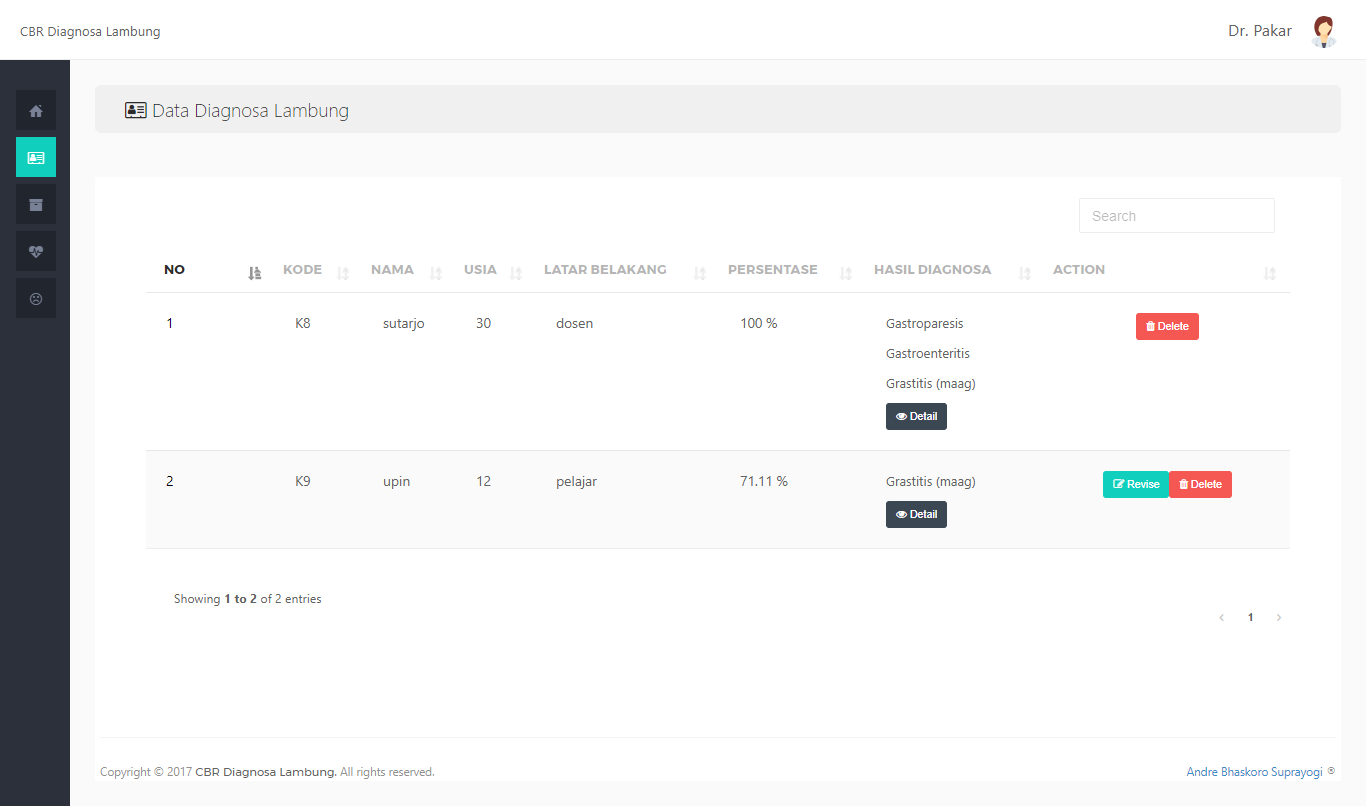 CBR Diagnosa Lambung
Dr. Pakar
Data Diagnosa Lambung
Search
NO KODE NAMA USIA LATAR BELAKANG PERSENTASE HASIL DIAGNOSA ACTION
1 K8 sutarjo 30 dosen 100 % Gastroparesis Delete
Gastroenteritis
Grastitis (maag)
Detail
2 K9 upin 12 pelajar 71.11 % Grastitis (maag) Revise Delete
Detail
Showing 1 to 2 of 2 entries
‹ 1 ›
Copyright © 2017 CBR Diagnosa Lambung. All rights reserved.
Andre Bhaskoro Suprayogi ®